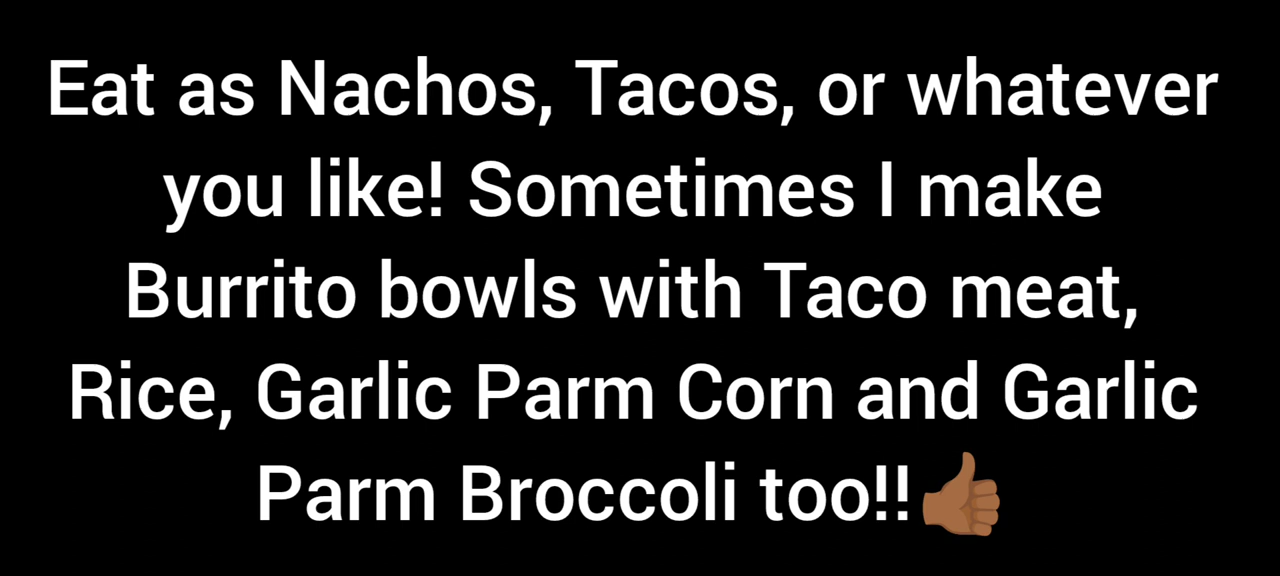 Eat as Nachos, Tacos, or whatever
you like! Sometimes I make
Burrito bowls with Taco meat,
Rice, Garlic Parm Corn and Garlic
Parm Broccoli too!!👍🏾